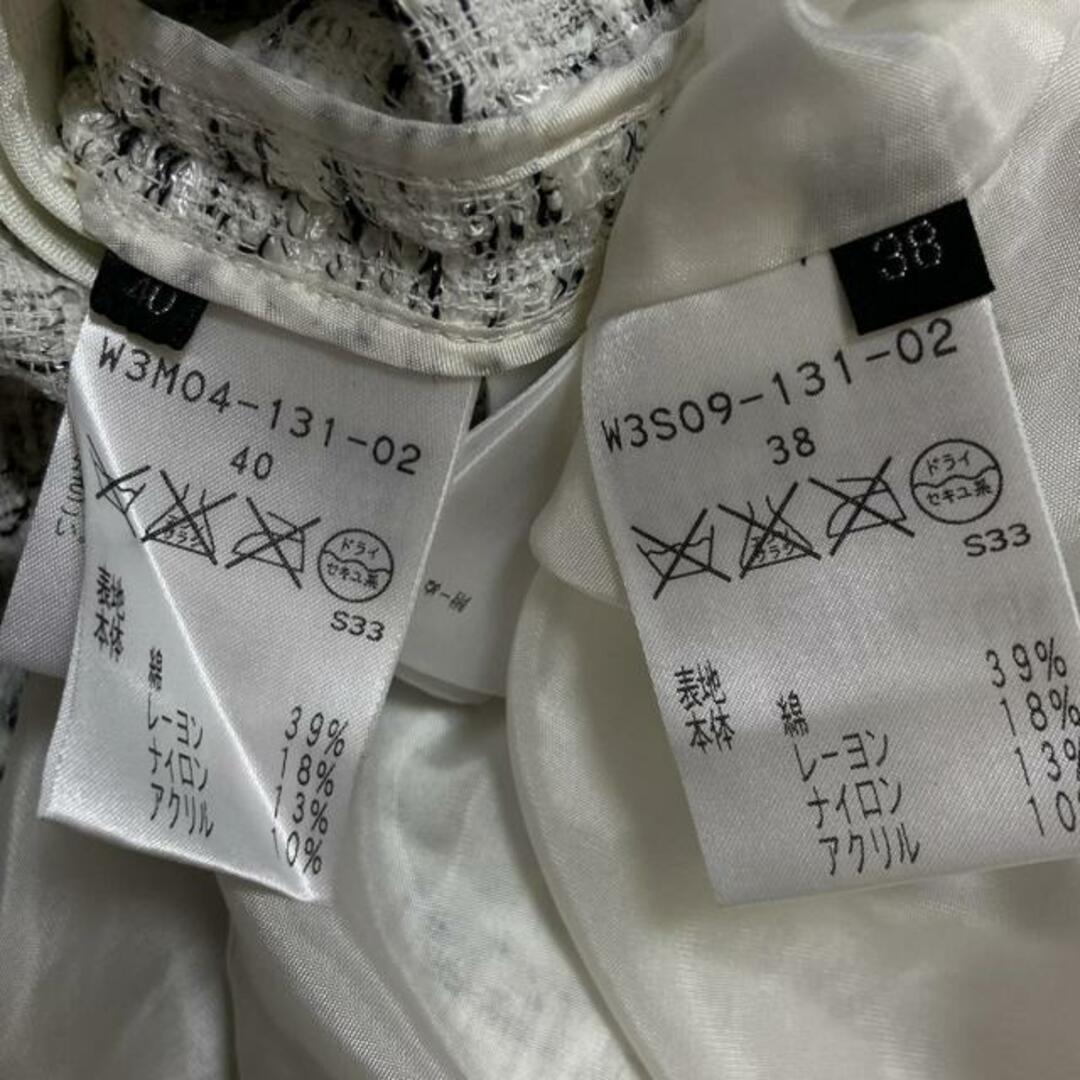 40
W3M04-131-02
40
ドライ
セキユ系
S33
表地
本体
綿 39%
レーヨン 18%
ナイロン 13%
アクリル 10%
38
W3S09-131-02
38
ドライ
セキユ系
S33
表地
本体
綿 39%
レーヨン 18%
ナイロン 13%
アクリル 10